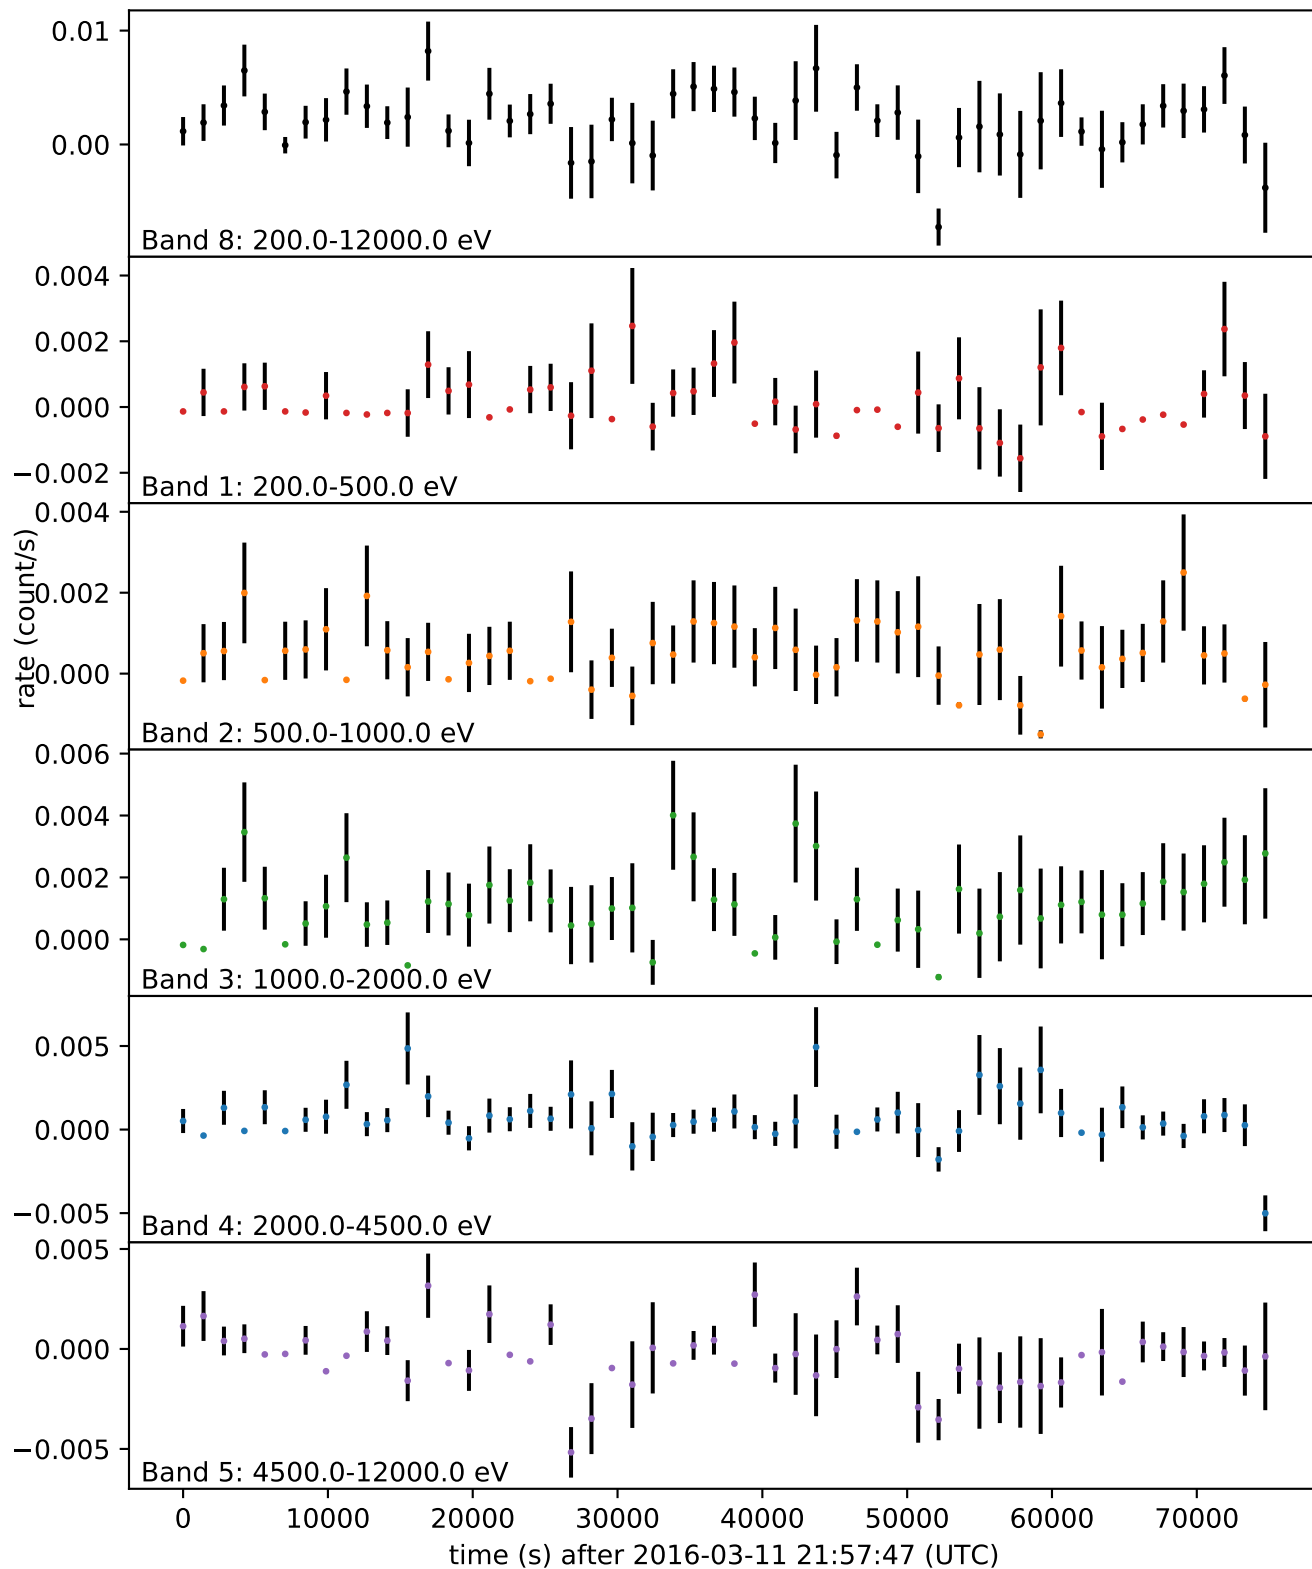 0.01
0.00
Band 8: 200.0-12000.0 eV
0.004
0.002
0.000
−0.002
Band 1: 200.0-500.0 eV
0.004
0.002
0.000
Band 2: 500.0-1000.0 eV
rate (count/s)
0.006
0.004
0.002
0.000
Band 3: 1000.0-2000.0 eV
0.005
0.000
−0.005
Band 4: 2000.0-4500.0 eV
0.005
0.000
−0.005
Band 5: 4500.0-12000.0 eV
0 10000 20000 30000 40000 50000 60000 70000
time (s) after 2016-03-11 21:57:47 (UTC)